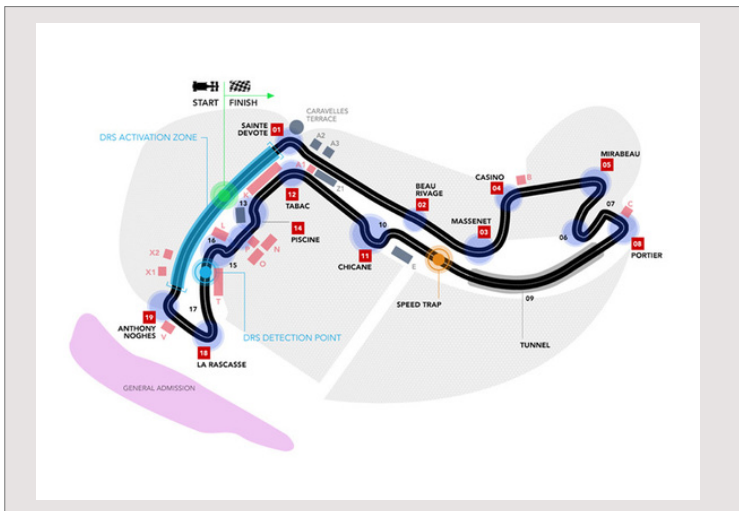 START
FINISH
CARAVELLES
TERRACE
SAINTE
DEVOTE
01
A2
A3
DRS ACTIVATION ZONE
A1
K
Z1
12
TABAC
13
14
PISCINE
L
16
P
N
O
15
X2
X1
T
17
DRS DETECTION POINT
19
ANTHONY
NOGHES
V
18
LA RASCASSE
GENERAL ADMISSION
BEAU
RIVAGE
02
10
11
CHICANE
E
MASSENET
03
CASINO
04
B
MIRABEAU
05
06
07
C
08
PORTIER
SPEED TRAP
09
TUNNEL